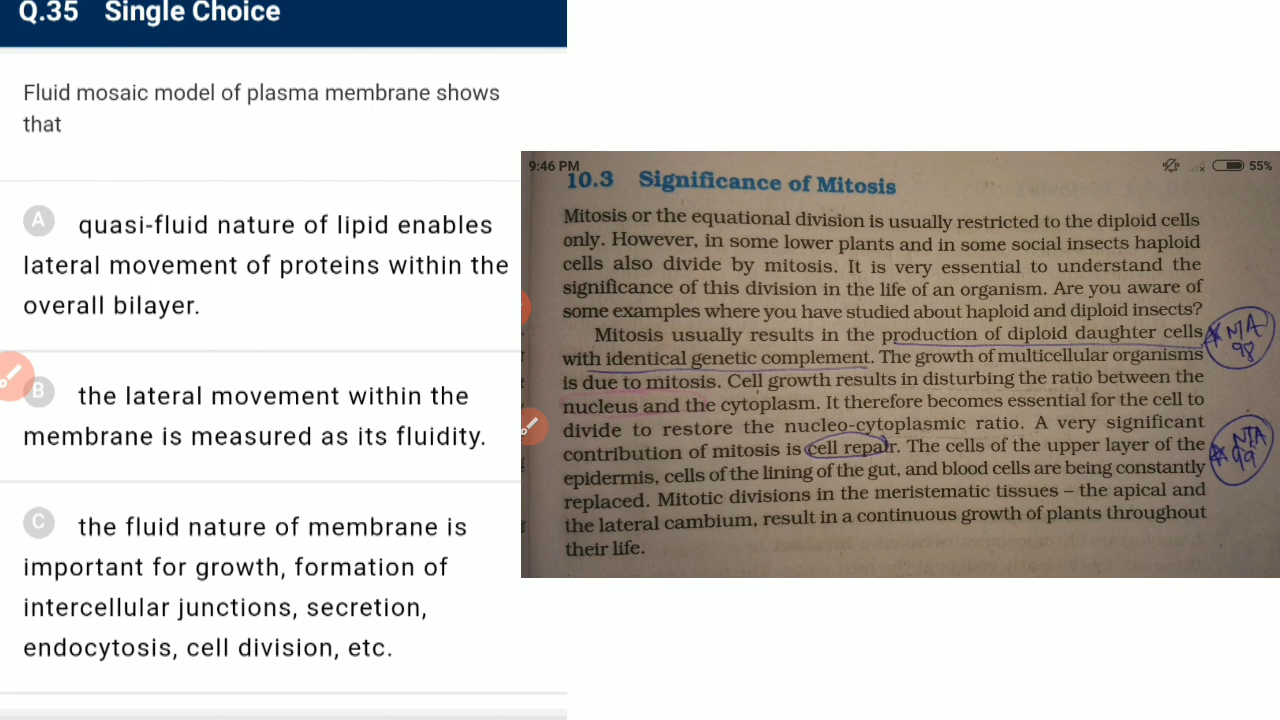 Q.35 Single Choice
Fluid mosaic model of plasma membrane shows
that
A quasi-fluid nature of lipid enables
lateral movement of proteins within the
overall bilayer.
B the lateral movement within the
membrane is measured as its fluidity.
C the fluid nature of membrane is
important for growth, formation of
intercellular junctions, secretion,
endocytosis, cell division, etc.
9:46 PM 55%
10.3 Significance of Mitosis
Mitosis or the equational division is usually restricted to the diploid cells
only. However, in some lower plants and in some social insects haploid
cells also divide by mitosis. It is very essential to understand the
significance of this division in the life of an organism. Are you aware of
some examples where you have studied about haploid and diploid insects?
Mitosis usually results in the production of diploid daughter cells
with identical genetic complement. The growth of multicellular organisms
is due to mitosis. Cell growth results in disturbing the ratio between the
nucleus and the cytoplasm. It therefore becomes essential for the cell to
divide to restore the nucleo-cytoplasmic ratio. A very significant
contribution of mitosis is cell repair. The cells of the upper layer of the
epidermis, cells of the lining of the gut, and blood cells are being constantly
replaced. Mitotic divisions in the meristematic tissues – the apical and
the lateral cambium, result in a continuous growth of plants throughout
their life.
NTA
98
NTA
99